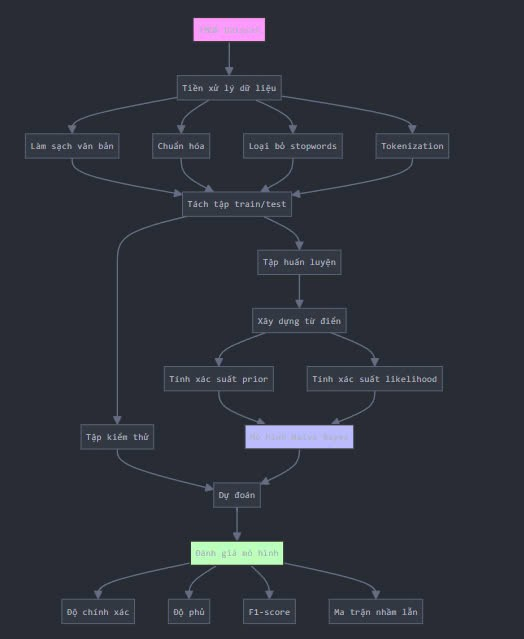 IMDB Dataset
Tiền xử lý dữ liệu
Làm sạch văn bản
Chuẩn hóa
Loại bỏ stopwords
Tokenization
Tách tập train/test
Tập huấn luyện
Xây dựng từ điển
Tính xác suất prior
Tính xác suất likelihood
Tập kiểm thử
Mô hình Naive Bayes
Dự đoán
Đánh giá mô hình
Độ chính xác
Độ phủ
F1-score
Ma trận nhầm lẫn